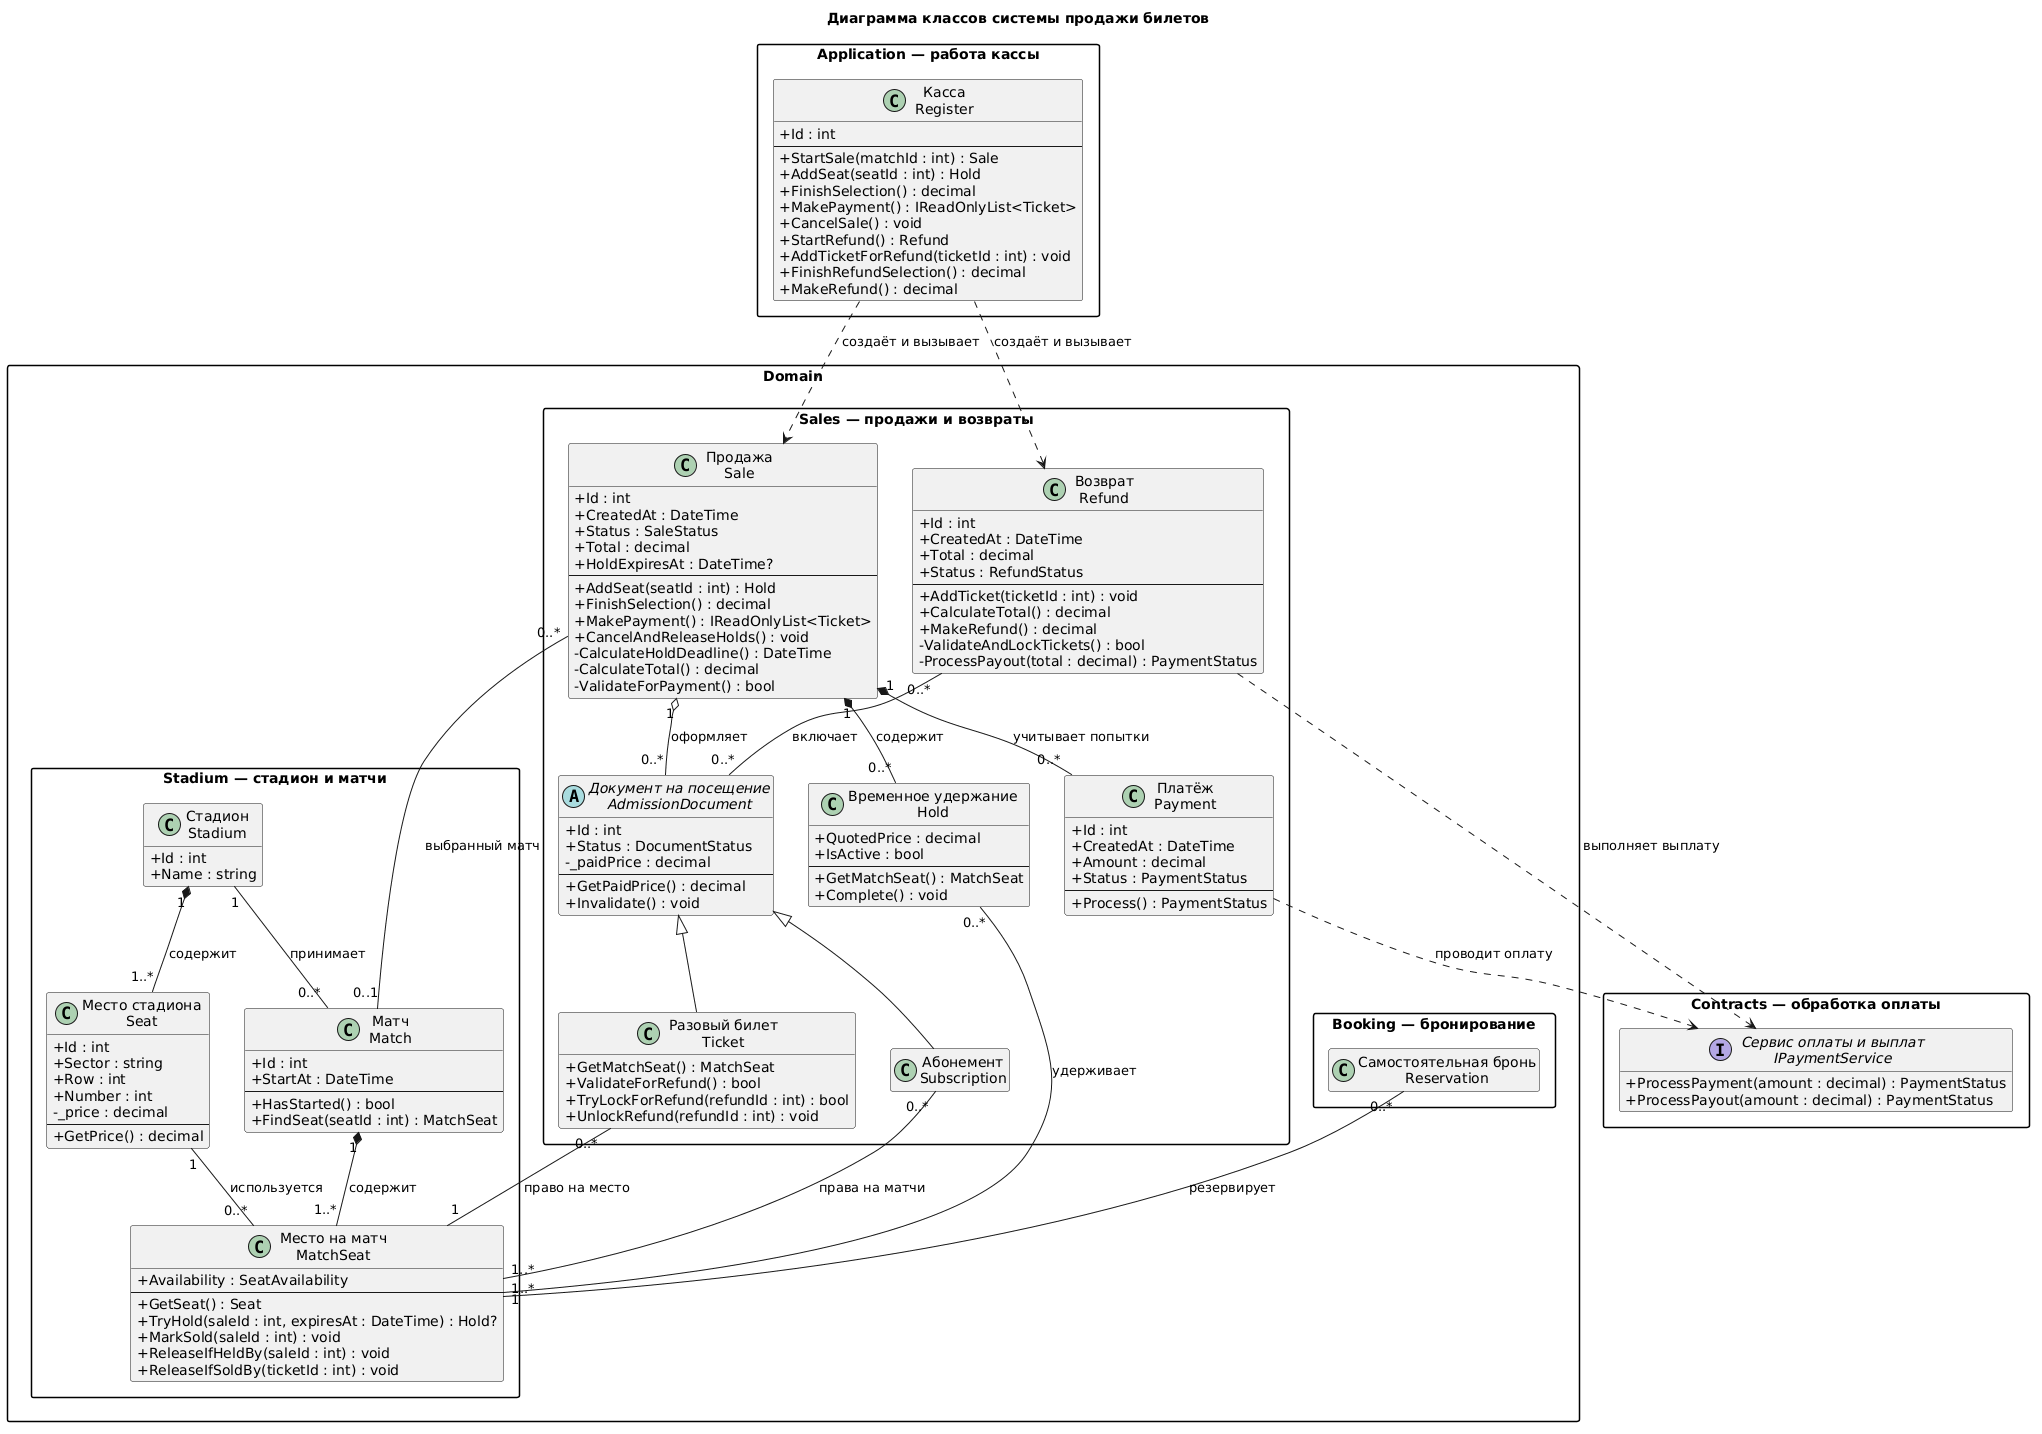 Диаграмма классов системы продажи билетов
Application — работа кассы
C
Касса
Register
+Id : int
+StartSale(matchId : int) : Sale
+AddSeat(seatId : int) : Hold
+FinishSelection() : decimal
+MakePayment() : IReadOnlyList<Ticket>
+CancelSale() : void
+StartRefund() : Refund
+AddTicketForRefund(ticketId : int) : void
+FinishRefundSelection() : decimal
+MakeRefund() : decimal
создаёт и вызывает
создаёт и вызывает
Domain
Sales — продажи и возвраты
C
Продажа
Sale
+Id : int
+CreatedAt : DateTime
+Status : SaleStatus
+Total : decimal
+HoldExpiresAt : DateTime?
+AddSeat(seatId : int) : Hold
+FinishSelection() : decimal
+MakePayment() : IReadOnlyList<Ticket>
+CancelAndReleaseHolds() : void
-CalculateHoldDeadline() : DateTime
-CalculateTotal() : decimal
-ValidateForPayment() : bool
C
Возврат
Refund
+Id : int
+CreatedAt : DateTime
+Total : decimal
+Status : RefundStatus
+AddTicket(ticketId : int) : void
+CalculateTotal() : decimal
+MakeRefund() : decimal
-ValidateAndLockTickets() : bool
-ProcessPayout(total : decimal) : PaymentStatus
0..*
1
1
1
0..*
оформляет
включает
содержит
учитывает попытки
0..*
0..*
0..*
0..*
A
Документ на посещение
AdmissionDocument
+Id : int
+Status : DocumentStatus
-_paidPrice : decimal
+GetPaidPrice() : decimal
+Invalidate() : void
C
Временное удержание
Hold
+QuotedPrice : decimal
+IsActive : bool
+GetMatchSeat() : MatchSeat
+Complete() : void
0..*
C
Платёж
Payment
+Id : int
+CreatedAt : DateTime
+Amount : decimal
+Status : PaymentStatus
+Process() : PaymentStatus
выполняет выплату
проводит оплату
Stadium — стадион и матчи
C
Стадион
Stadium
+Id : int
+Name : string
выбранный матч
1
1
содержит
принимает
1..*
0..*
0..1
C
Место стадиона
Seat
+Id : int
+Sector : string
+Row : int
+Number : int
-_price : decimal
+GetPrice() : decimal
C
Матч
Match
+Id : int
+StartAt : DateTime
+HasStarted() : bool
+FindSeat(seatId : int) : MatchSeat
C
Разовый билет
Ticket
+GetMatchSeat() : MatchSeat
+ValidateForRefund() : bool
+TryLockForRefund(refundId : int) : bool
+UnlockRefund(refundId : int) : void
C
Абонемент
Subscription
удерживает
Booking — бронирование
C
Самостоятельная бронь
Reservation
Contracts — обработка оплаты
I
Сервис оплаты и выплат
IPaymentService
+ProcessPayment(amount : decimal) : PaymentStatus
+ProcessPayout(amount : decimal) : PaymentStatus
1
1
0..*
0..*
0..*
используется
содержит
право на место
права на матчи
резервирует
0..*
1..*
1
C
Место на матч
MatchSeat
+Availability : SeatAvailability
+GetSeat() : Seat
+TryHold(saleId : int, expiresAt : DateTime) : Hold?
+MarkSold(saleId : int) : void
+ReleaseIfHeldBy(saleId : int) : void
+ReleaseIfSoldBy(ticketId : int) : void
1..*
1..*
1